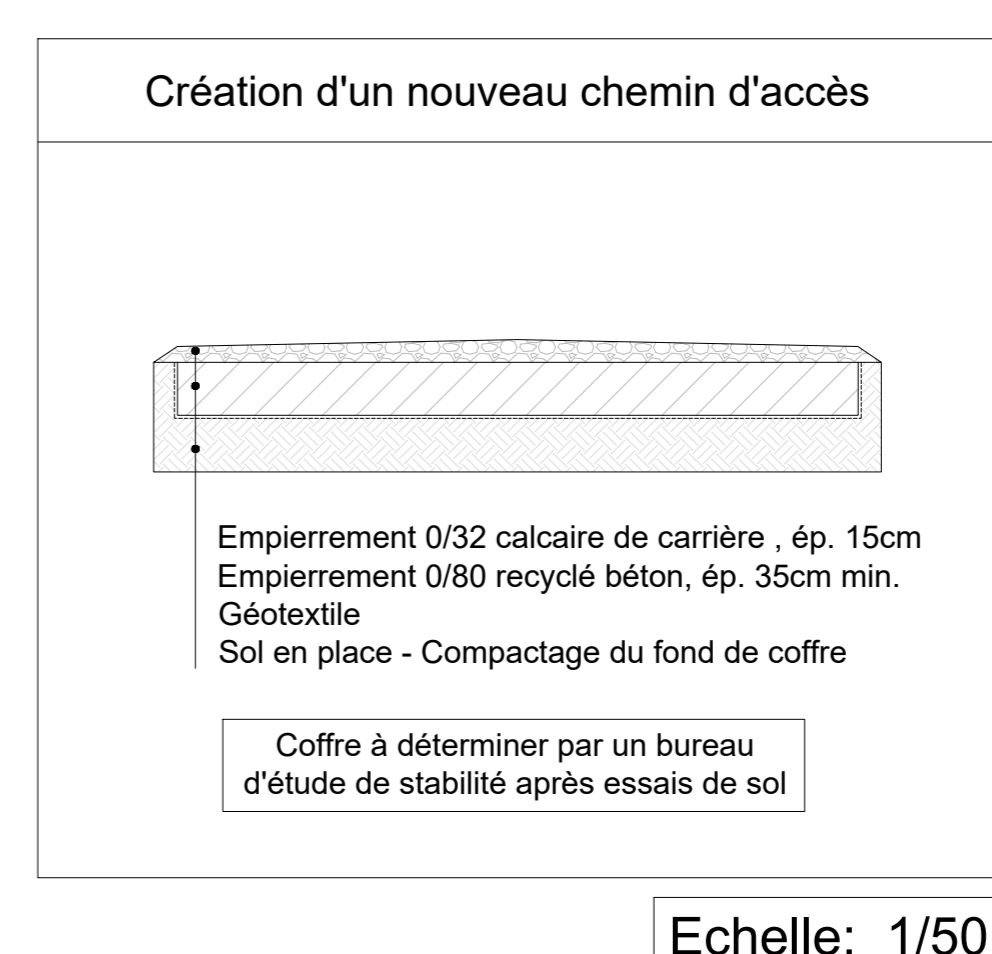 Création d'un nouveau chemin d'accès
Empierrement 0/32 calcaire de carrière , ép. 15cm
Empierrement 0/80 recyclé béton, ép. 35cm min.
Géotextile
Sol en place - Compactage du fond de coffre
Coffre à déterminer par un bureau
d'étude de stabilité après essais de sol
Echelle: 1/50